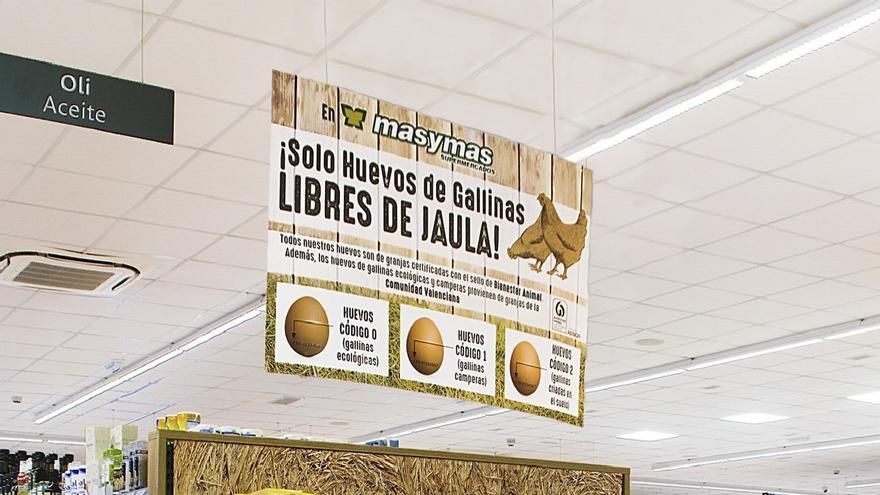 Oli
Aceite
En masymas
SUPERMERCADOS
¡Solo Huevos de Gallinas
LIBRES DE JAULA!
Todos nuestros huevos son de granjas certificadas con el sello de Bienestar Animal.
Además, los huevos de gallinas ecológicas y camperas provienen de granjas de la
Comunidad Valenciana
HUEVOS
CÓDIGO 0
(gallinas
ecológicas)
HUEVOS
CÓDIGO 1
(gallinas
camperas)
HUEVOS
CÓDIGO 2
(gallinas
criadas en
el suelo)